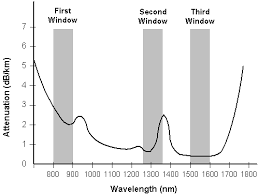 First Second Third
Window Window Window
7
6
5
4
3
2
1
0
Attenuation (dB/km)
800 900 1000 1100 1200 1300 1400 1500 1600 1700 1800
Wavelength (nm)